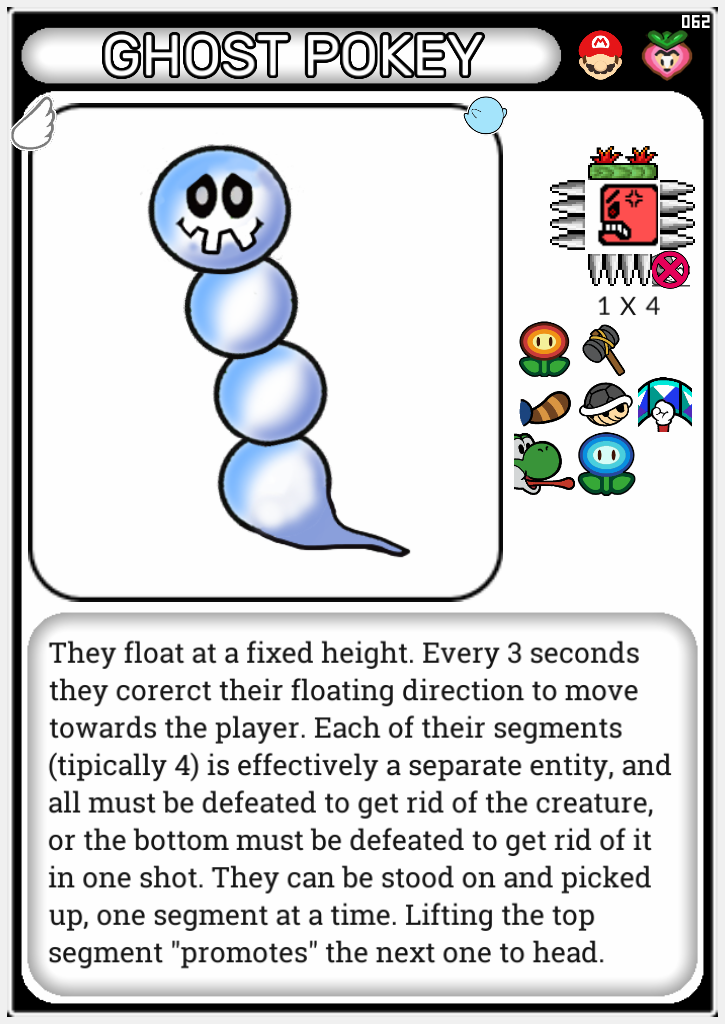 062
GHOST POKEY
1 X 4
They float at a fixed height. Every 3 seconds
they corerct their floating direction to move
towards the player. Each of their segments
(tipically 4) is effectively a separate entity, and
all must be defeated to get rid of the creature,
or the bottom must be defeated to get rid of it
in one shot. They can be stood on and picked
up, one segment at a time. Lifting the top
segment "promotes" the next one to head.